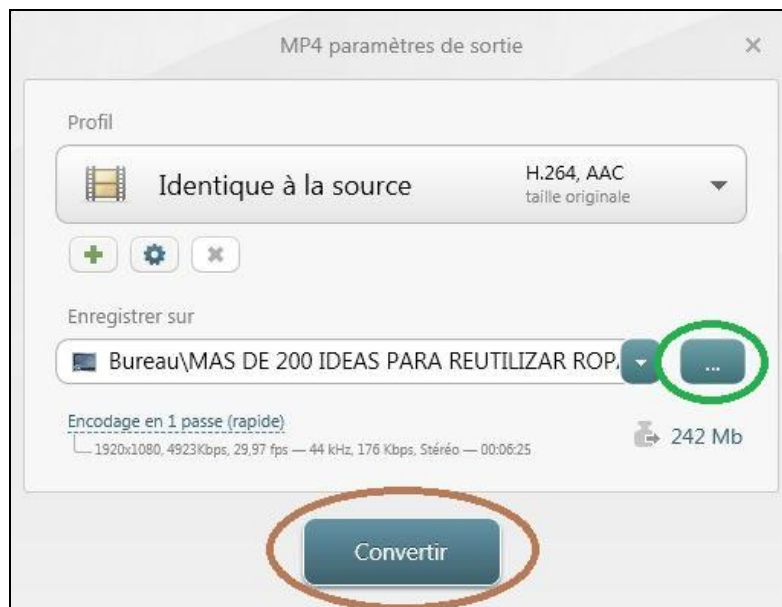 MP4 paramètres de sortie
Profil
Identique à la source
H.264, AAC
taille originale
Enregistrer sur
Bureau\MAS DE 200 IDEAS PARA REUTILIZAR ROP
...
Encodage en 1 passe (rapide)
1920x1080, 4923Kbps, 29,97 fps — 44 kHz, 176 Kbps, Stéréo — 00:06:25
242 Mb
Convertir